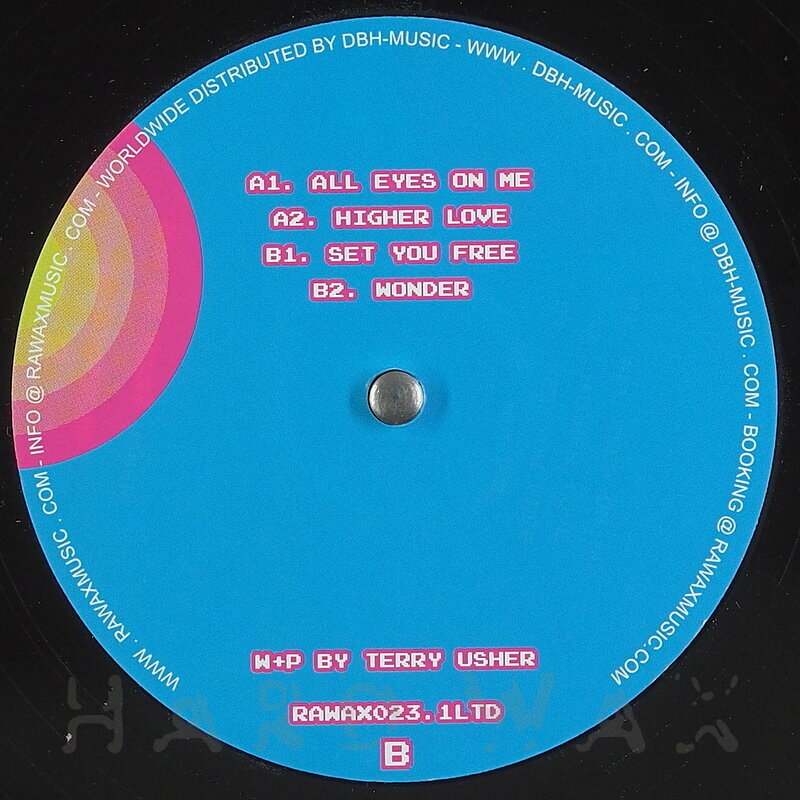 WWW . RAWAXMUSIC . COM - INFO @ RAWAXMUSIC . COM - WORLDWIDE DISTRIBUTED BY DBH-MUSIC - WWW . DBH-MUSIC . COM - INFO @ DBH-MUSIC . COM - BOOKING @ RAWAXMUSIC.COM
A1. ALL EYES ON ME
A2. HIGHER LOVE
B1. SET YOU FREE
B2. WONDER
W+P BY TERRY USHER
RAWAX023.1LTD
B
HARD WAX